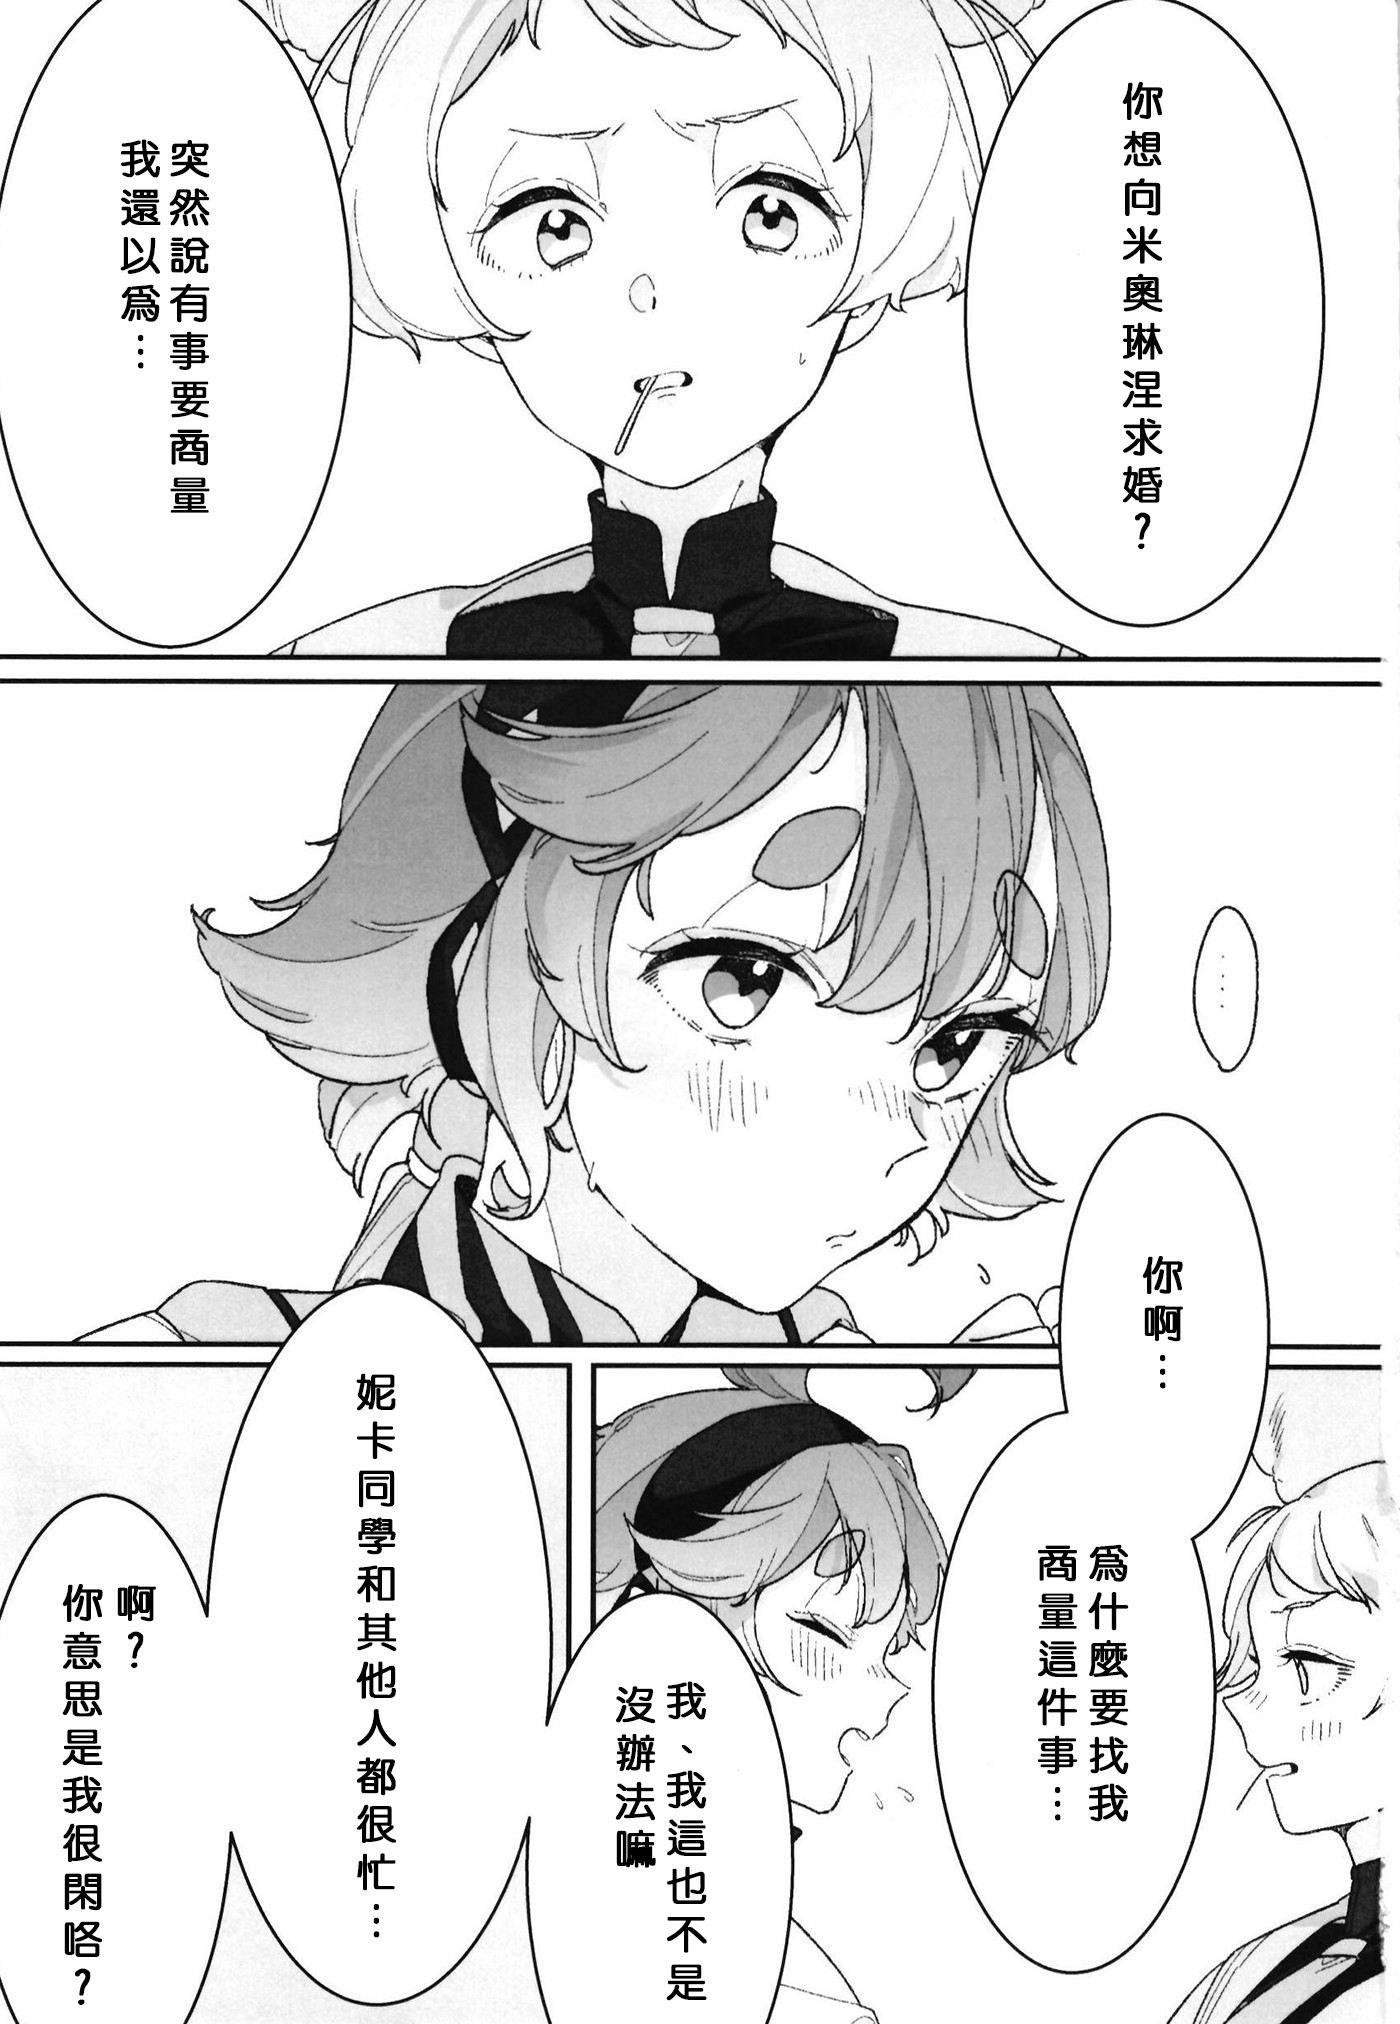 你想向米奧琳涅求婚?
突然說有事要商量
我還以爲…
……
你啊…
爲什麼要找我
商量這件事…
我、我這也不是
沒辦法嘛
妮卡同學和其他人都很忙…
啊?
你意思是我很閑咯?